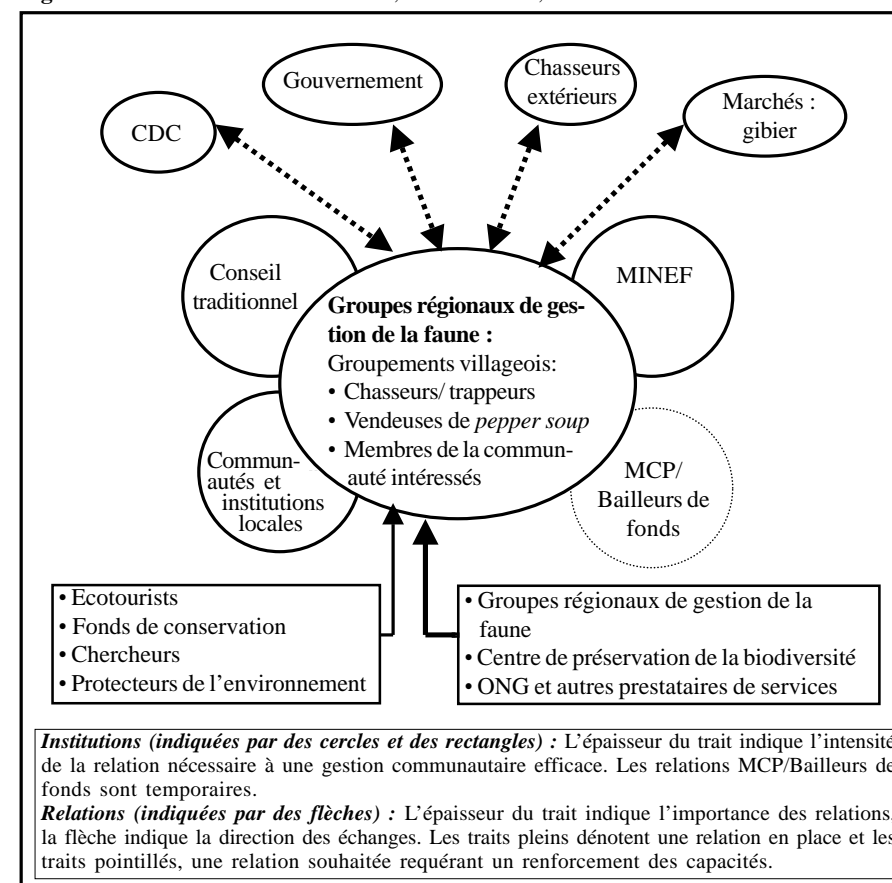 Gouvernement
Chasseurs
extérieurs
Marchés :
gibier
CDC
Conseil
traditionnel
MINEF
Groupes régionaux de ges-
tion de la faune :
Groupements villageois:
• Chasseurs/ trappeurs
• Vendeuses de pepper soup
• Membres de la commun-
auté intéressés
Commun-
autés et
institutions
locales
MCP/
Bailleurs de
fonds
• Ecotourists
• Fonds de conservation
• Chercheurs
• Protecteurs de l’environnement
• Groupes régionaux de gestion de la
faune
• Centre de préservation de la biodiversité
• ONG et autres prestataires de services
Institutions (indiquées par des cercles et des rectangles) : L’épaisseur du trait indique l’intensité
de la relation nécessaire à une gestion communautaire efficace. Les relations MCP/Bailleurs de
fonds sont temporaires.
Relations (indiquées par des flèches) : L’épaisseur du trait indique l’importance des relations,
la flèche indique la direction des échanges. Les traits pleins dénotent une relation en place et les
traits pointillés, une relation souhaitée requérant un renforcement des capacités.